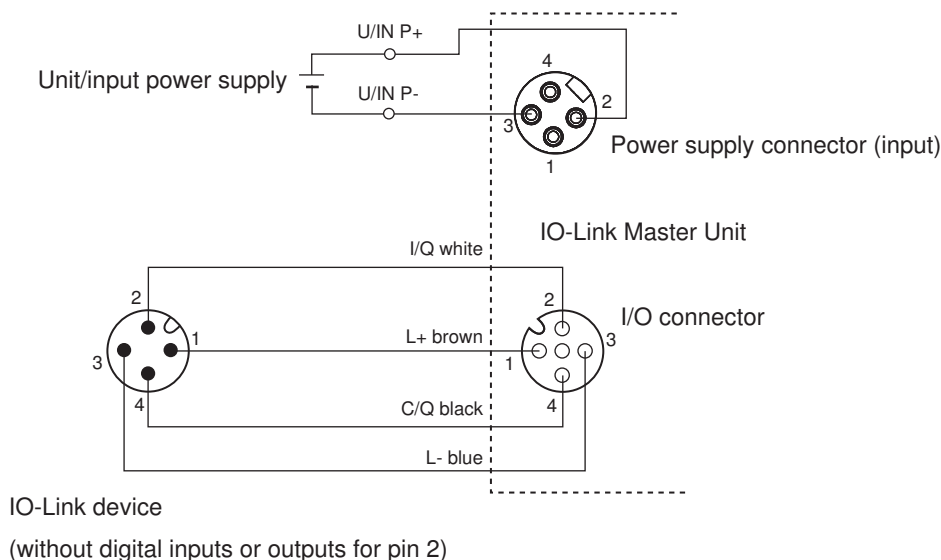 U/IN P+
Unit/input power supply
U/IN P-
4
2
3
1
Power supply connector (input)
IO-Link Master Unit
I/Q white
2
1
3
4
L+ brown
2
I/O connector
3
1
4
C/Q black
L- blue
IO-Link device
(without digital inputs or outputs for pin 2)